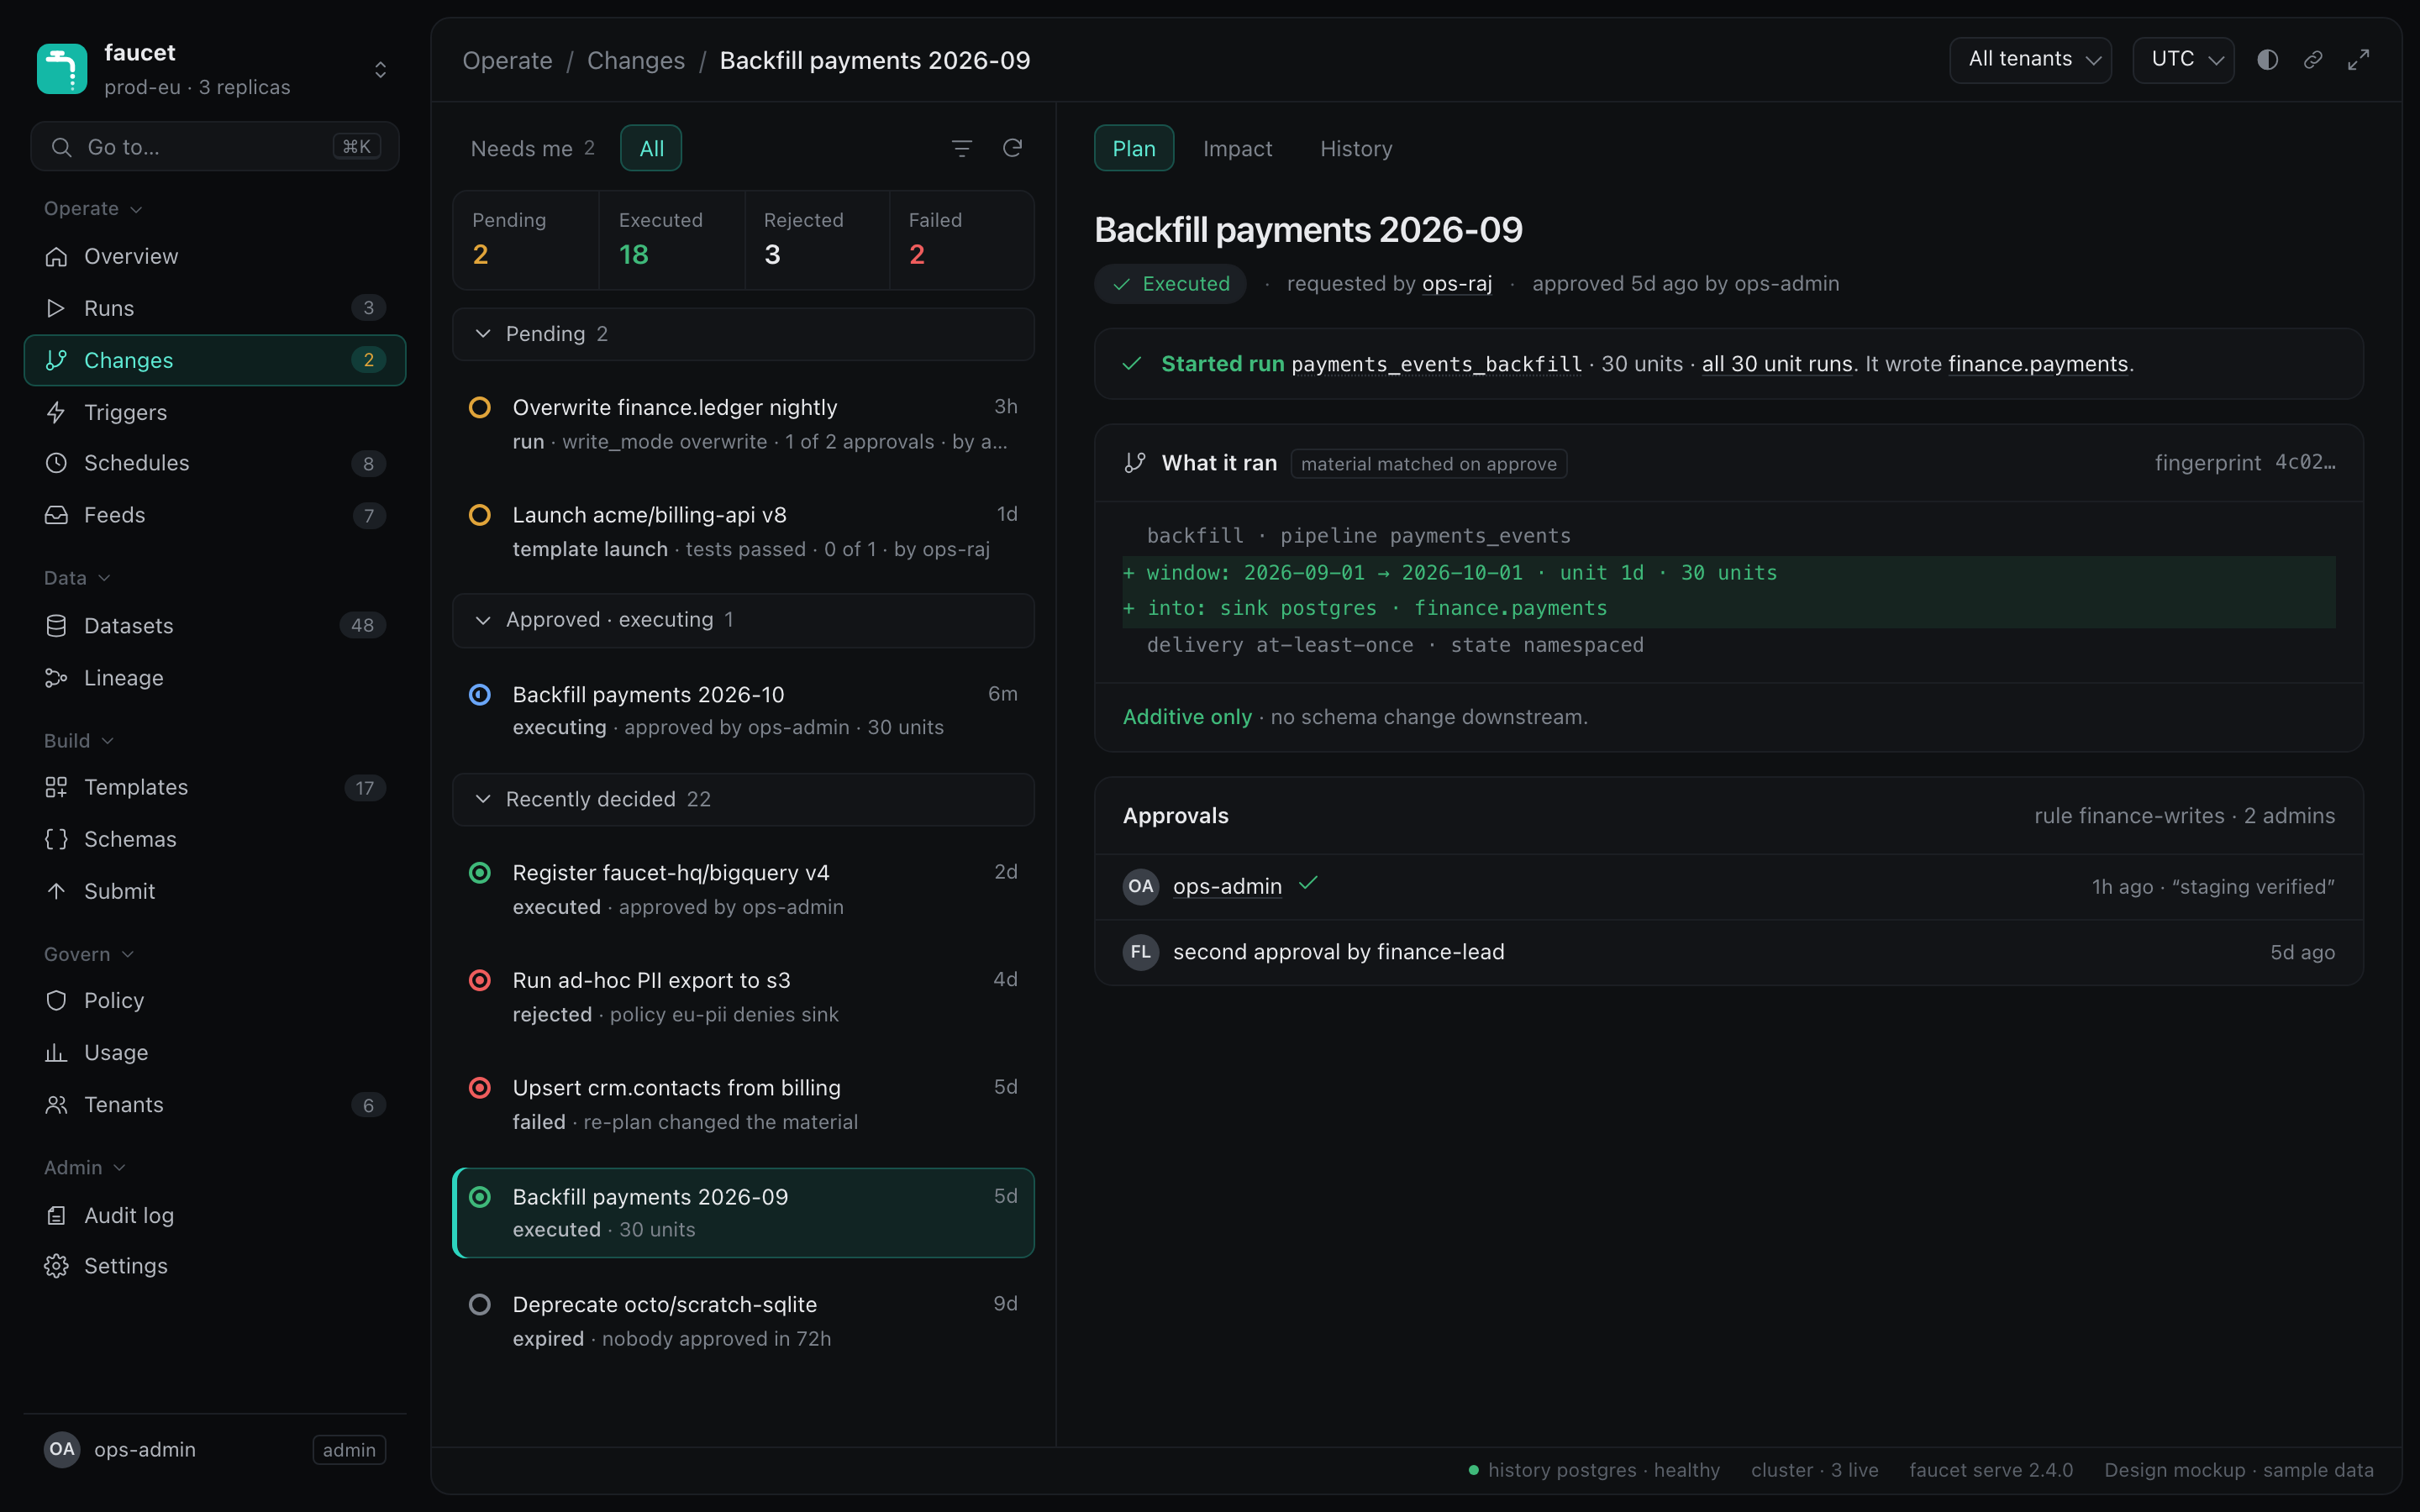 faucet
prod-eu · 3 replicas
Go to...
⌘K
Operate
Overview
Runs 3
Changes 2
Triggers
Schedules 8
Feeds 7
Data
Datasets 48
Lineage
Build
Templates 17
Schemas
Submit
Govern
Policy
Usage
Tenants 6
Admin
Audit log
Settings
OA ops-admin admin
Operate / Changes / Backfill payments 2026-09
All tenants
UTC
Needs me 2
All
Pending Executed Rejected Failed
2 18 3 2
Pending 2
Overwrite finance.ledger nightly 3h
run · write_mode overwrite · 1 of 2 approvals · by a...
Launch acme/billing-api v8 1d
template launch · tests passed · 0 of 1 · by ops-raj
Approved · executing 1
Backfill payments 2026-10 6m
executing · approved by ops-admin · 30 units
Recently decided 22
Register faucet-hq/bigquery v4 2d
executed · approved by ops-admin
Run ad-hoc PII export to s3 4d
rejected · policy eu-pii denies sink
Upsert crm.contacts from billing 5d
failed · re-plan changed the material
Backfill payments 2026-09 5d
executed · 30 units
Deprecate octo/scratch-sqlite 9d
expired · nobody approved in 72h
Plan Impact History
Backfill payments 2026-09
Executed · requested by ops-raj · approved 5d ago by ops-admin
Started run payments_events_backfill · 30 units · all 30 unit runs. It wrote finance.payments.
What it ran material matched on approve fingerprint 4c02…
backfill · pipeline payments_events
+ window: 2026-09-01 → 2026-10-01 · unit 1d · 30 units
+ into: sink postgres · finance.payments
delivery at-least-once · state namespaced
Additive only · no schema change downstream.
Approvals rule finance-writes · 2 admins
OA ops-admin 1h ago · “staging verified”
FL second approval by finance-lead 5d ago
history postgres · healthy cluster · 3 live faucet serve 2.4.0 Design mockup · sample data